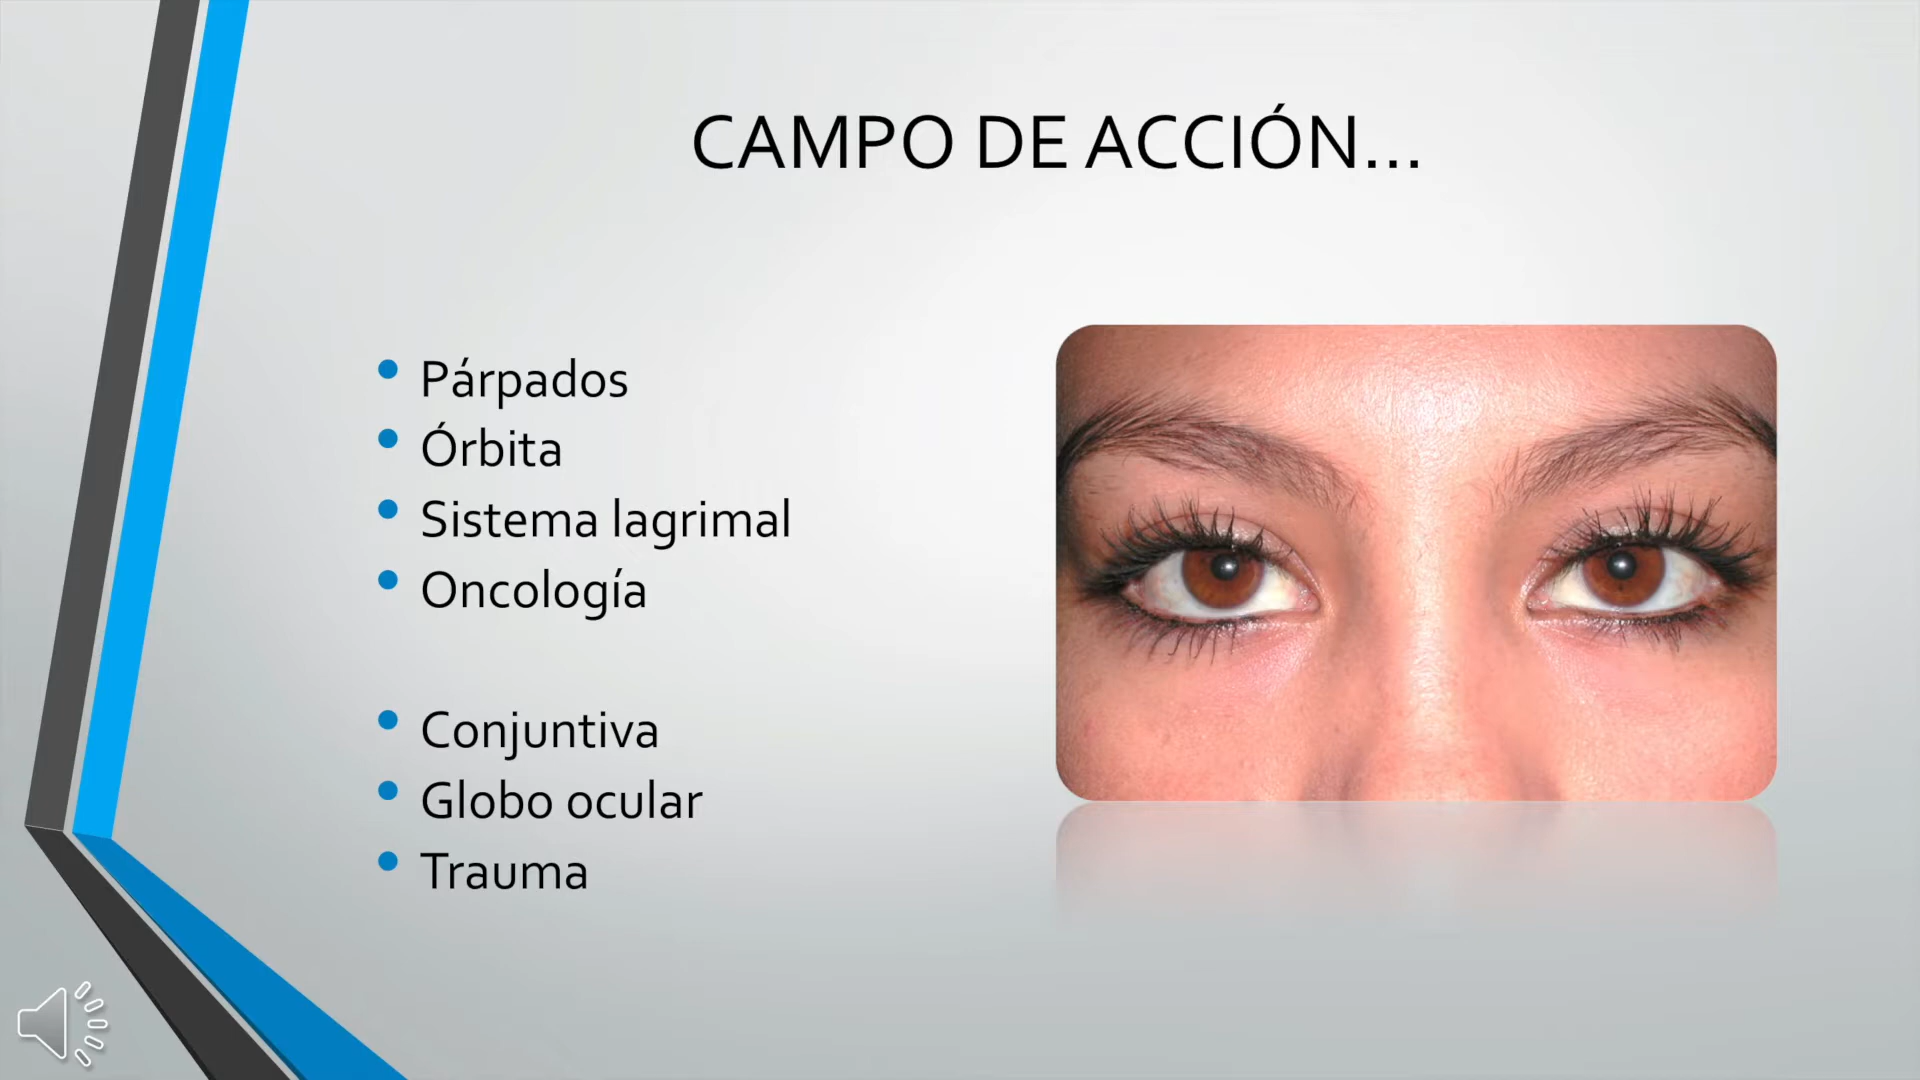 CAMPO DE ACCIÓN...
• Párpados
• Órbita
• Sistema lagrimal
• Oncología
• Conjuntiva
• Globo ocular
• Trauma